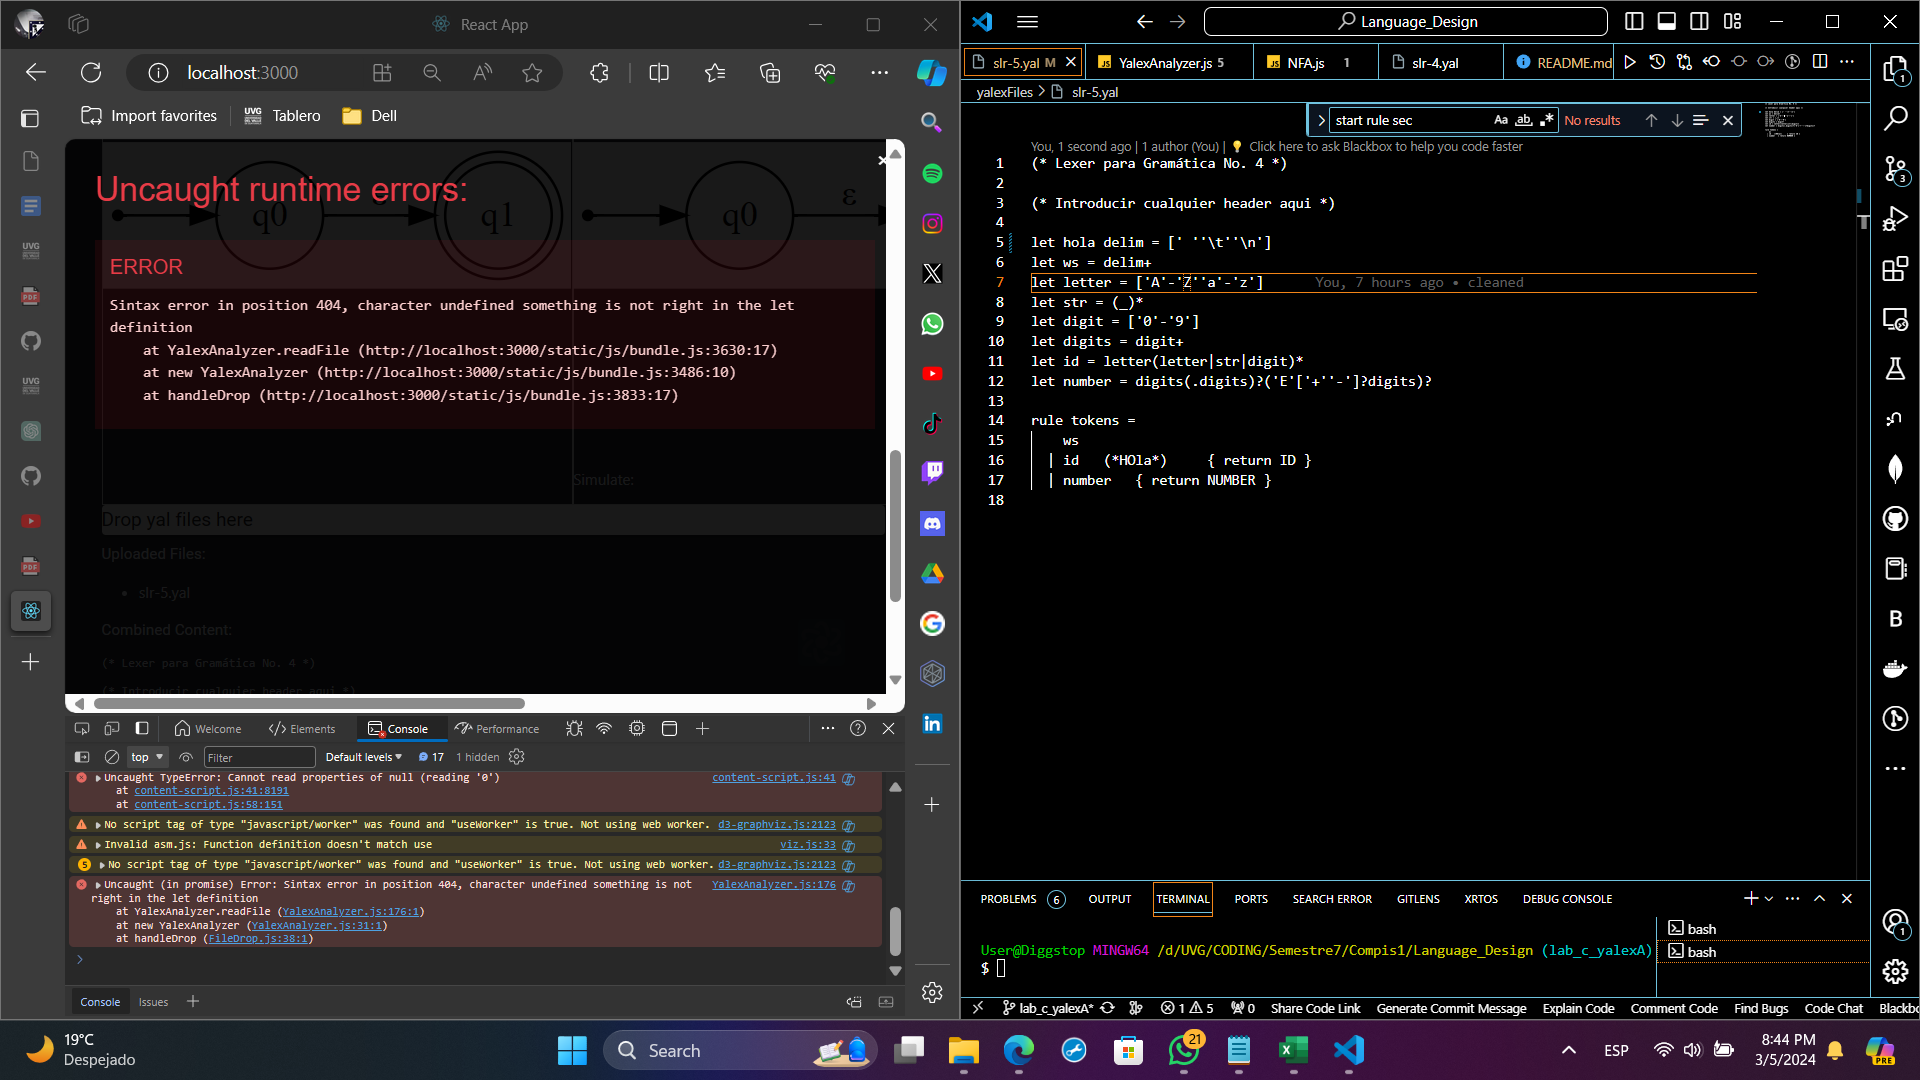 React App
localhost:3000
Import favorites
UVG
Tablero
Dell
Uncaught runtime errors:
q0
q1
q0
ε
ERROR
Sintax error in position 404, character undefined something is not right in the let
definition
at YalexAnalyzer.readFile (http://localhost:3000/static/js/bundle.js:3630:17)
at new YalexAnalyzer (http://localhost:3000/static/js/bundle.js:3486:10)
at handleDrop (http://localhost:3000/static/js/bundle.js:3833:17)
Simulate:
Drop yal files here
Uploaded Files:
slr-5.yal
Combined Content:
(* Lexer para Gramática No. 4 *)
(* Introducir cualquier header aqui *)
Welcome
Elements
Console
Performance
top
Filter
Default levels
17
1 hidden
Uncaught TypeError: Cannot read properties of null (reading '0')
content-script.js:41
at content-script.js:41:8191
at content-script.js:58:151
No script tag of type "javascript/worker" was found and "useWorker" is true. Not using web worker.
d3-graphviz.js:2123
Invalid asm.js: Function definition doesn't match use
viz.js:33
5
No script tag of type "javascript/worker" was found and "useWorker" is true. Not using web worker.
d3-graphviz.js:2123
Uncaught (in promise) Error: Sintax error in position 404, character undefined something is not
YalexAnalyzer.js:176
right in the let definition
at YalexAnalyzer.readFile (YalexAnalyzer.js:176:1)
at new YalexAnalyzer (YalexAnalyzer.js:31:1)
at handleDrop (FileDrop.js:38:1)
Console
Issues
Language_Design
slr-5.yal M
YalexAnalyzer.js 5
NFA.js 1
slr-4.yal
README.md
yalexFiles > slr-5.yal
start rule sec
Aa ab .*
No results
You, 1 second ago | 1 author (You) | Click here to ask Blackbox to help you code faster
1 (* Lexer para Gramática No. 4 *)
2
3 (* Introducir cualquier header aqui *)
4
5 let hola delim = [' ''\t''\n']
6 let ws = delim+
7 let letter = ['A'-'Z''a'-'z'] You, 7 hours ago • cleaned
8 let str = (_)*
9 let digit = ['0'-'9']
10 let digits = digit+
11 let id = letter(letter|str|digit)*
12 let number = digits(.digits)?('E'['+''-']?digits)?
13
14 rule tokens =
15 ws
16 | id (*HOla*) { return ID }
17 | number { return NUMBER }
18
PROBLEMS 6
OUTPUT
TERMINAL
PORTS
SEARCH ERROR
GITLENS
XRTOS
DEBUG CONSOLE
User@Diggstop MINGW64 /d/UVG/CODING/Semestre7/Compis1/Language_Design (lab_c_yalexA)
$
bash
bash
lab_c_yalexA*
1
5
0
Share Code Link
Generate Commit Message
Explain Code
Comment Code
Find Bugs
Code Chat
Blackbo
19°C
Despejado
Search
21
ESP
8:44 PM
3/5/2024
PRE